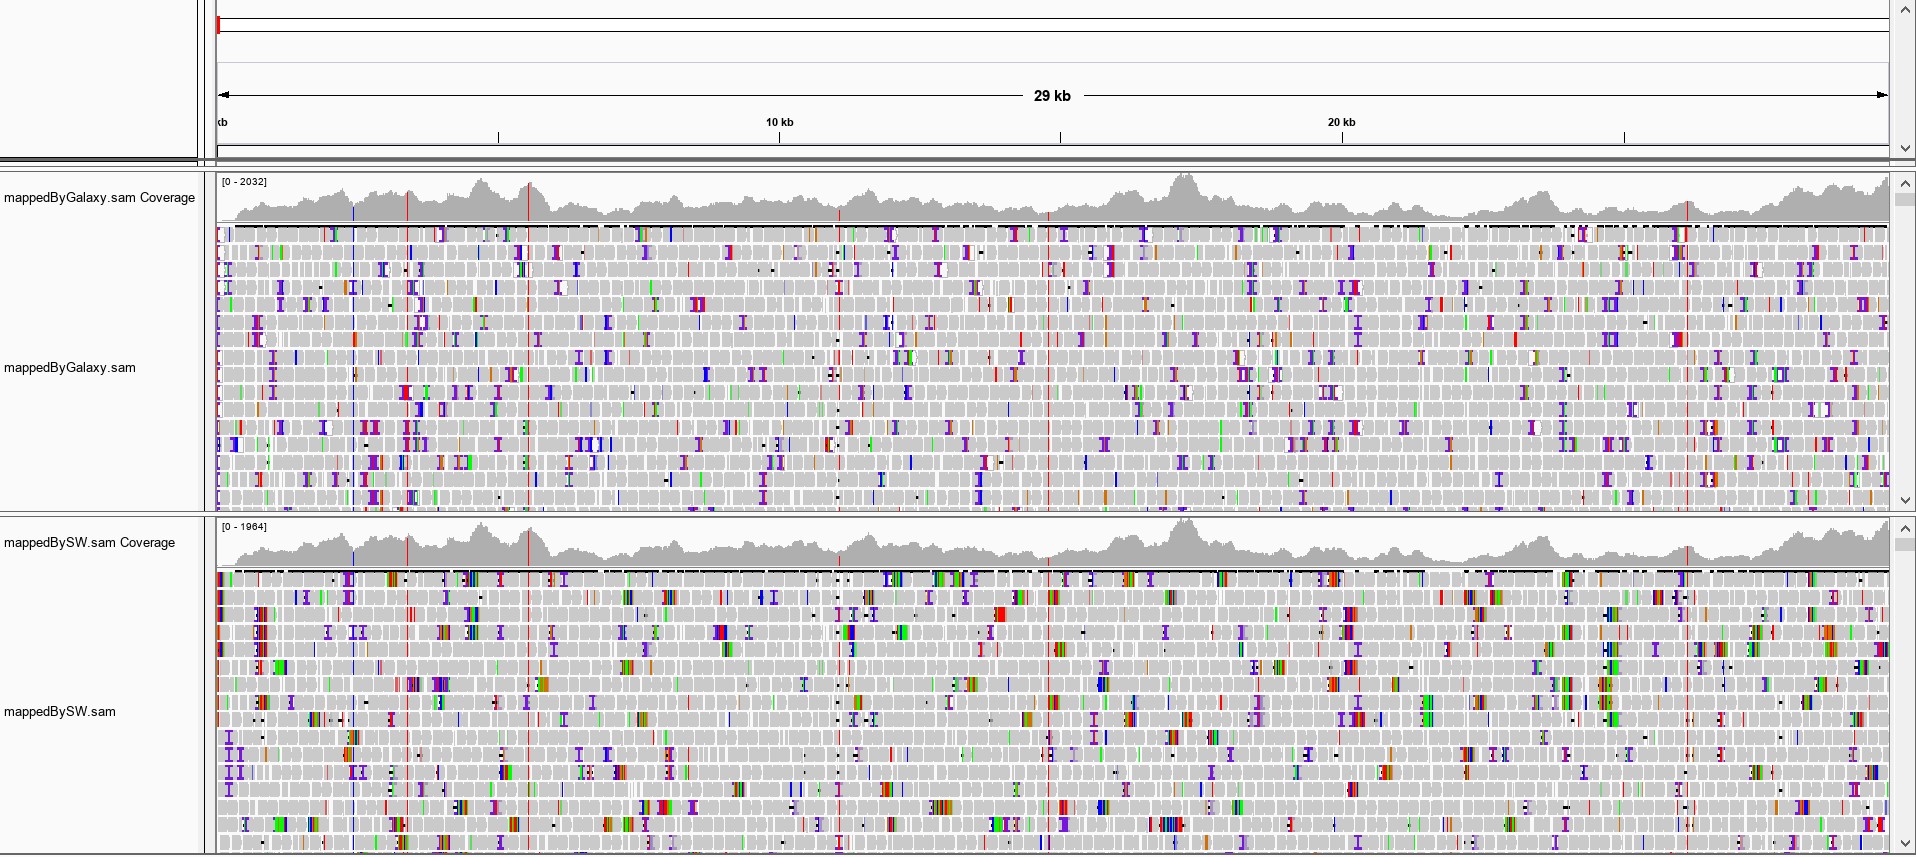 29 kb
kb
10 kb
20 kb
mappedByGalaxy.sam Coverage
[0 - 2032]
mappedByGalaxy.sam
mappedBySW.sam Coverage
[0 - 1964]
mappedBySW.sam